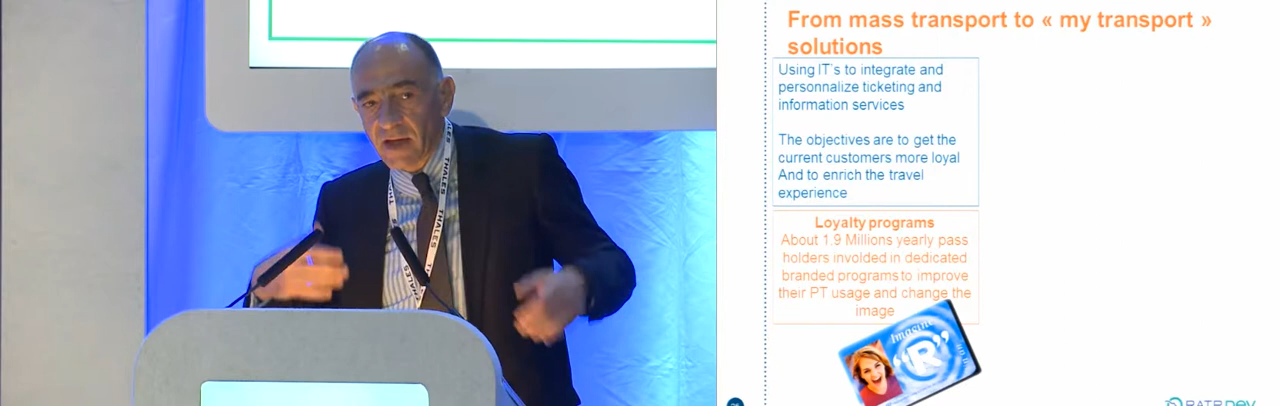 THALES
THALES
From mass transport to « my transport »
solutions
Using IT's to integrate and
personnalize ticketing and
information services
The objectives are to get the
current customers more loyal
And to enrich the travel
experience
Loyalty programs
About 1.9 Millions yearly pass
holders involded in dedicated
branded programs to improve
their PT usage and change the
image
Imagine
"R"
RATP Dev